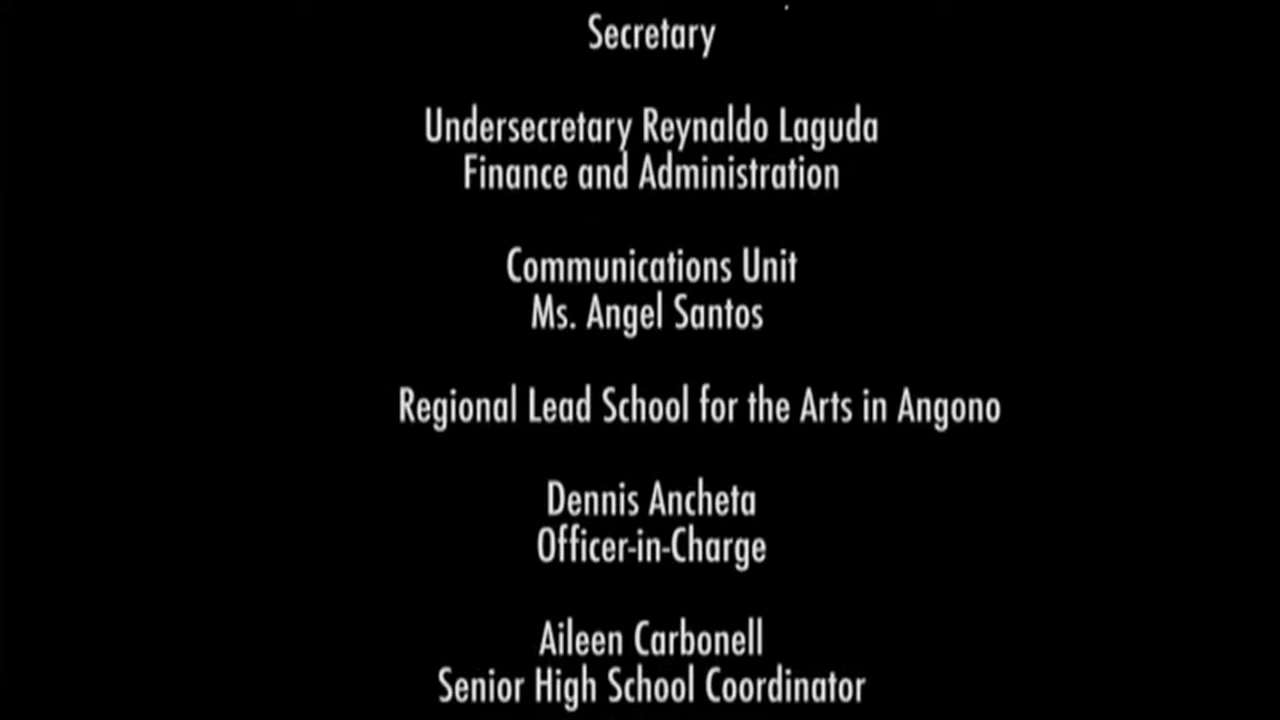 Secretary
Undersecretary Reynaldo Laguda
Finance and Administration
Communications Unit
Ms. Angel Santos
Regional Lead School for the Arts in Angono
Dennis Ancheta
Officer-in-Charge
Aileen Carbonell
Senior High School Coordinator